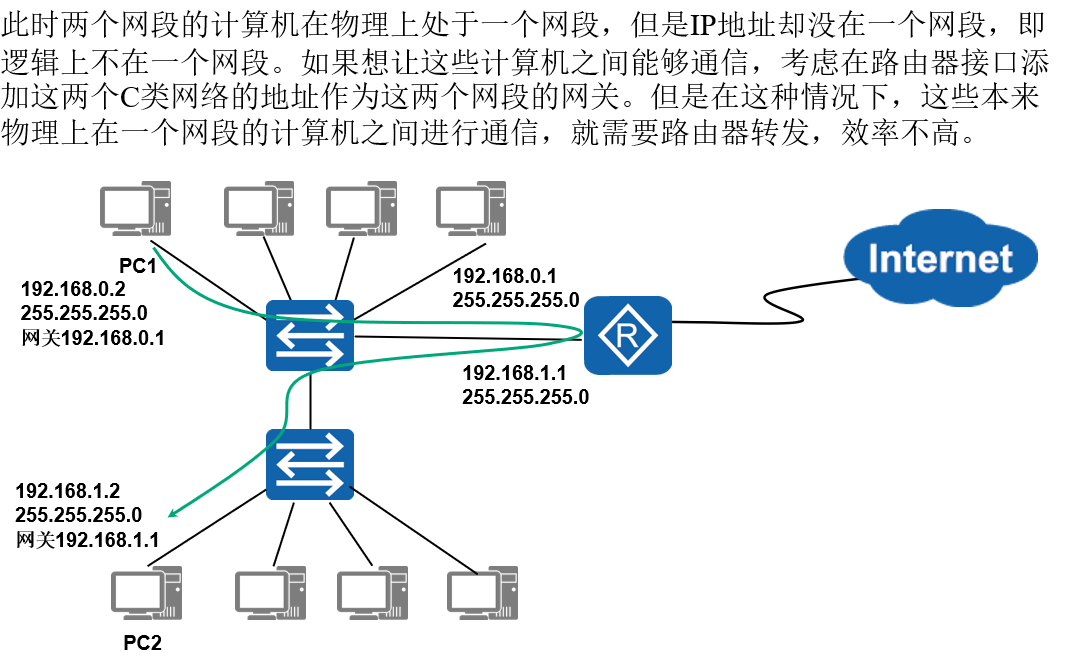 此时两个网段的计算机在物理上处于一个网段，但是IP地址却没在一个网段，即
逻辑上不在一个网段。如果想让这些计算机之间能够通信，考虑在路由器接口添
加这两个C类网络的地址作为这两个网段的网关。但是在这种情况下，这些本来
物理上在一个网段的计算机之间进行通信，就需要路由器转发，效率不高。
PC1
192.168.0.2
255.255.255.0
网关192.168.0.1
192.168.0.1
255.255.255.0
R
Internet
192.168.1.1
255.255.255.0
192.168.1.2
255.255.255.0
网关192.168.1.1
PC2